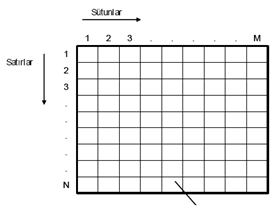 Sütunlar
1 2 3 . . . . M
Satırlar
1
2
3
.
.
.
.
N